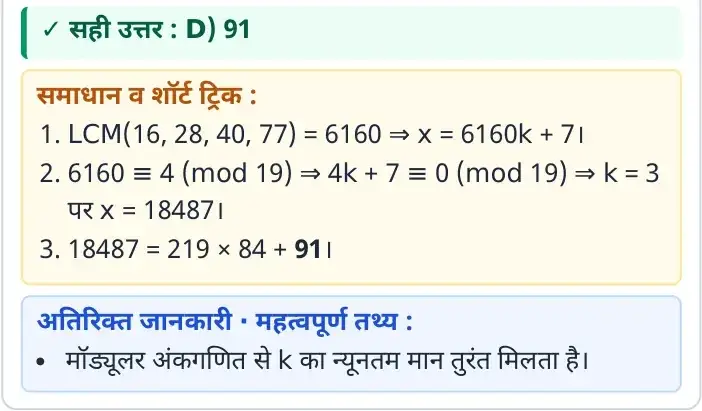 ✓ सही उत्तर : D) 91
समाधान व शॉर्ट ट्रिक :
1. LCM(16, 28, 40, 77) = 6160 ⇒ x = 6160k + 7।
2. 6160 ≡ 4 (mod 19) ⇒ 4k + 7 ≡ 0 (mod 19) ⇒ k = 3
पर x = 18487।
3. 18487 = 219 × 84 + 91।
अतिरिक्त जानकारी · महत्वपूर्ण तथ्य :
• मॉड्यूलर अंकगणित से k का न्यूनतम मान तुरंत मिलता है।